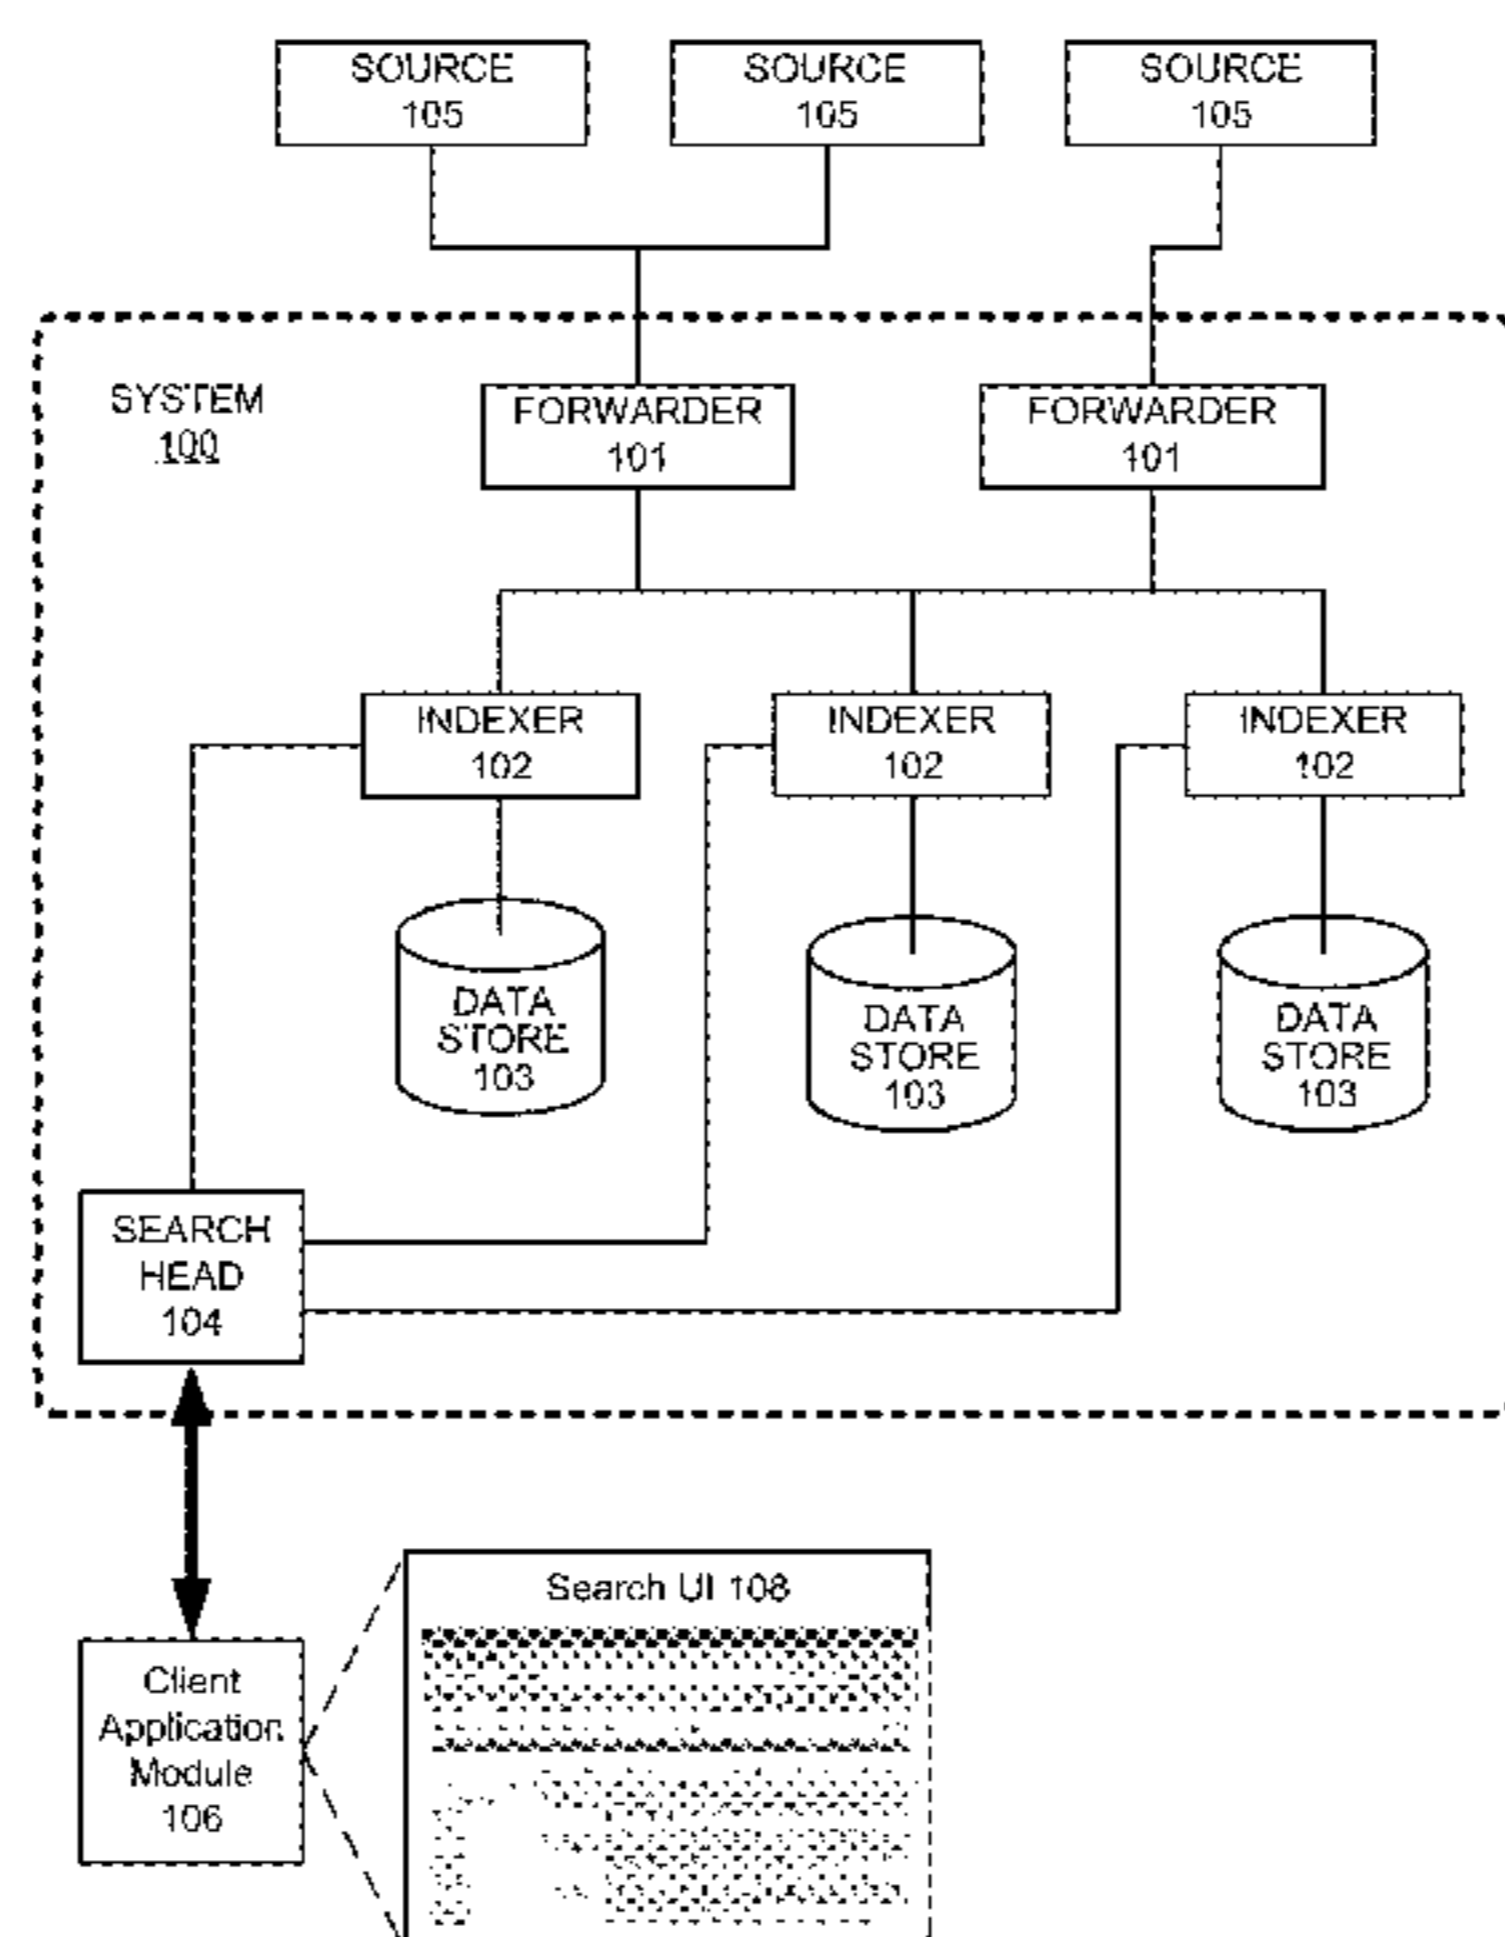 SOURCE
105
SOURCE
105
SOURCE
105
SYSTEM
100
FORWARDER
101
FORWARDER
101
INDEXER
102
INDEXER
102
INDEXER
102
DATA
STORE
103
DATA
STORE
103
DATA
STORE
103
SEARCH
HEAD
104
Search UI 108
Client
Application
Module
106